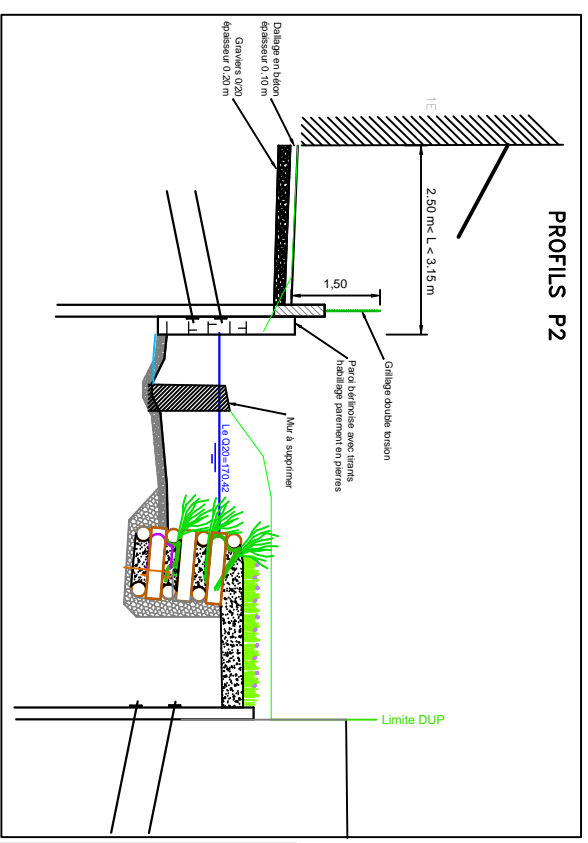 PROFILS P2
1E
2.50 m< L < 3.15 m
Dallage en béton
épaisseur 0.10 m
Graviers 0/20
épaisseur 0.20 m
1,50
Grillage double torsion
Paroi bérlinoise avec tirants
habillage parement en pierres
Mur à supprimer
Le Q20=170.42
Limite DUP